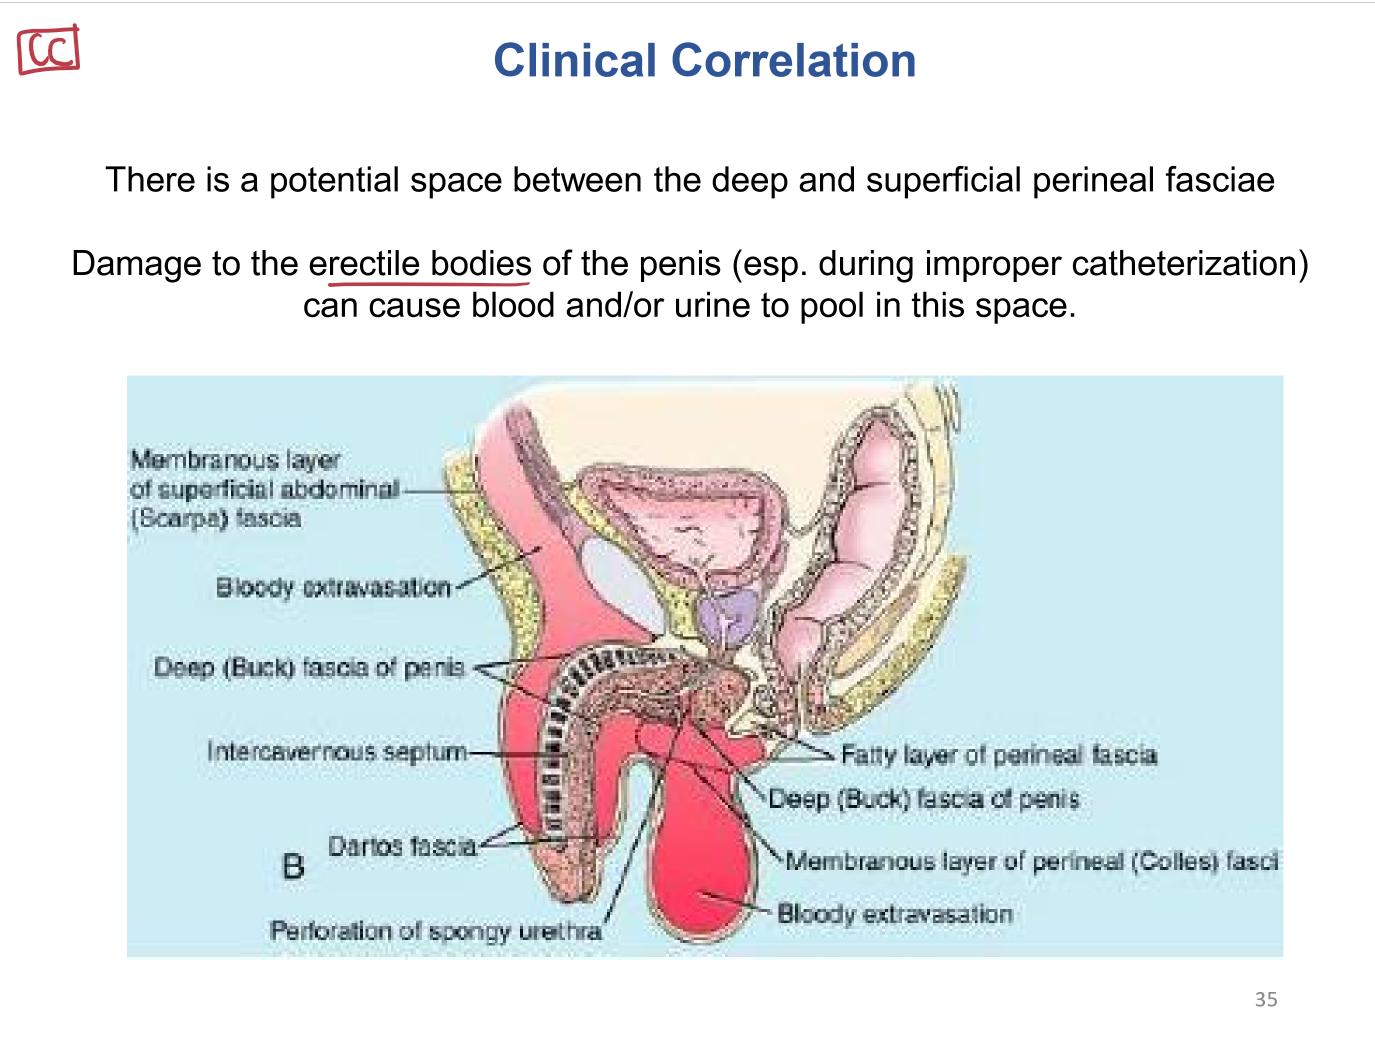 CC
Clinical Correlation
There is a potential space between the deep and superficial perineal fasciae
Damage to the erectile bodies of the penis (esp. during improper catheterization)
can cause blood and/or urine to pool in this space.
Membranous layer
of superficial abdominal
(Scarpa) fascia
Bloody extravasation
Deep (Buck) fascia of penis
Intercavernous septum
Dartos fascia
B
Perforation of spongy urethra
Fatty layer of perineal fascia
Deep (Buck) fascia of penis
Membranous layer of perineal (Colles) fasci
Bloody extravasation
35